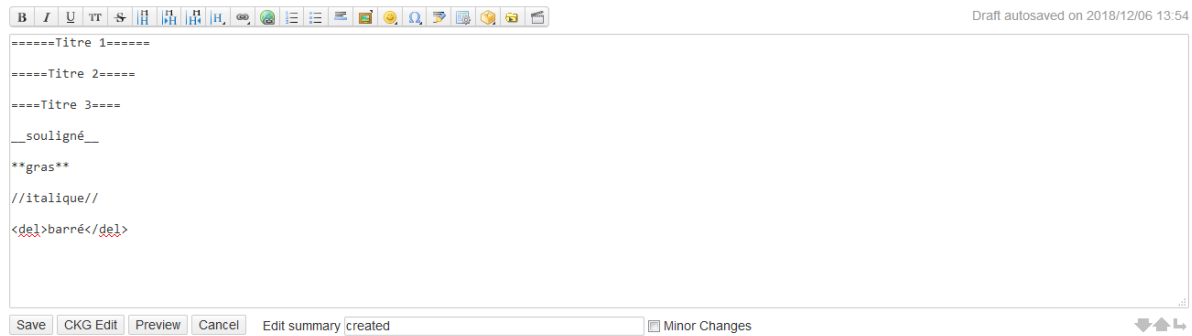 B I U TT S H H H H
Draft autosaved on 2018/12/06 13:54
======Titre 1======
=====Titre 2=====
====Titre 3====
__souligné__
**gras**
//italique//
<del>barré</del>
Save CKG Edit Preview Cancel Edit summary created Minor Changes